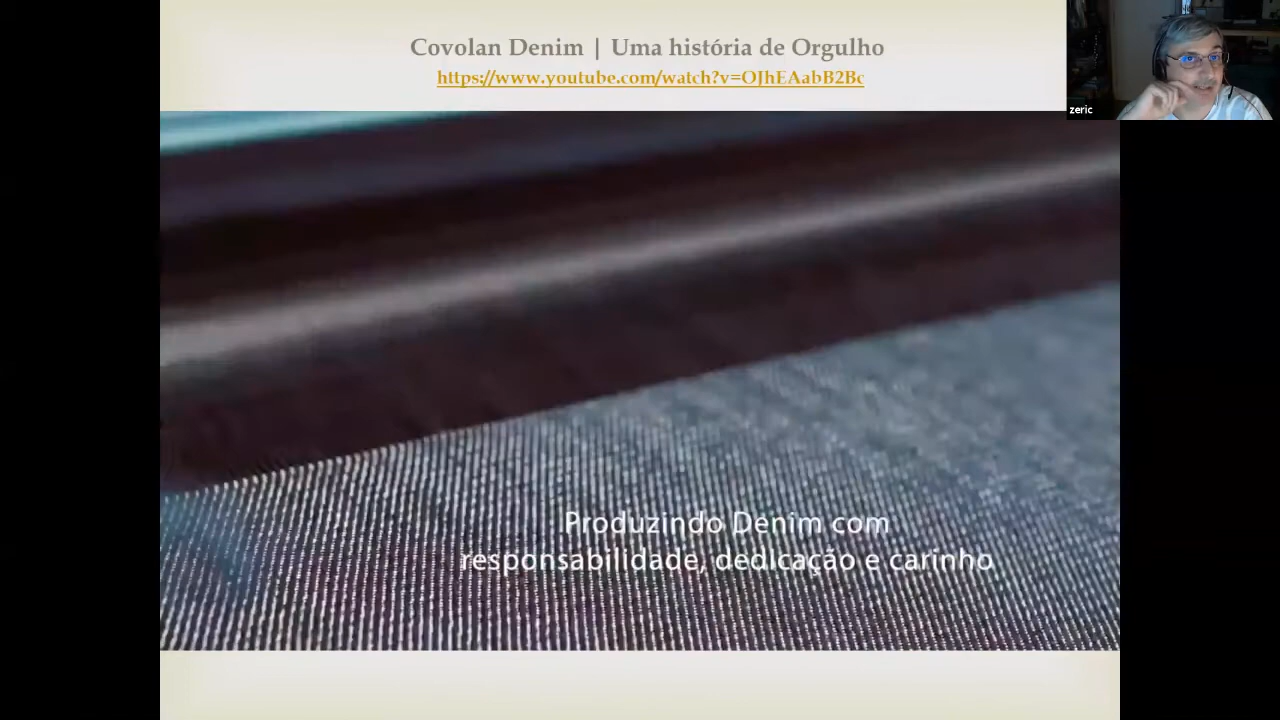 Covolan Denim | Uma história de Orgulho
https://www.youtube.com/watch?v=OJhEAabB2Bc
zeric
Produzindo Denim com
responsabilidade, dedicação e carinho